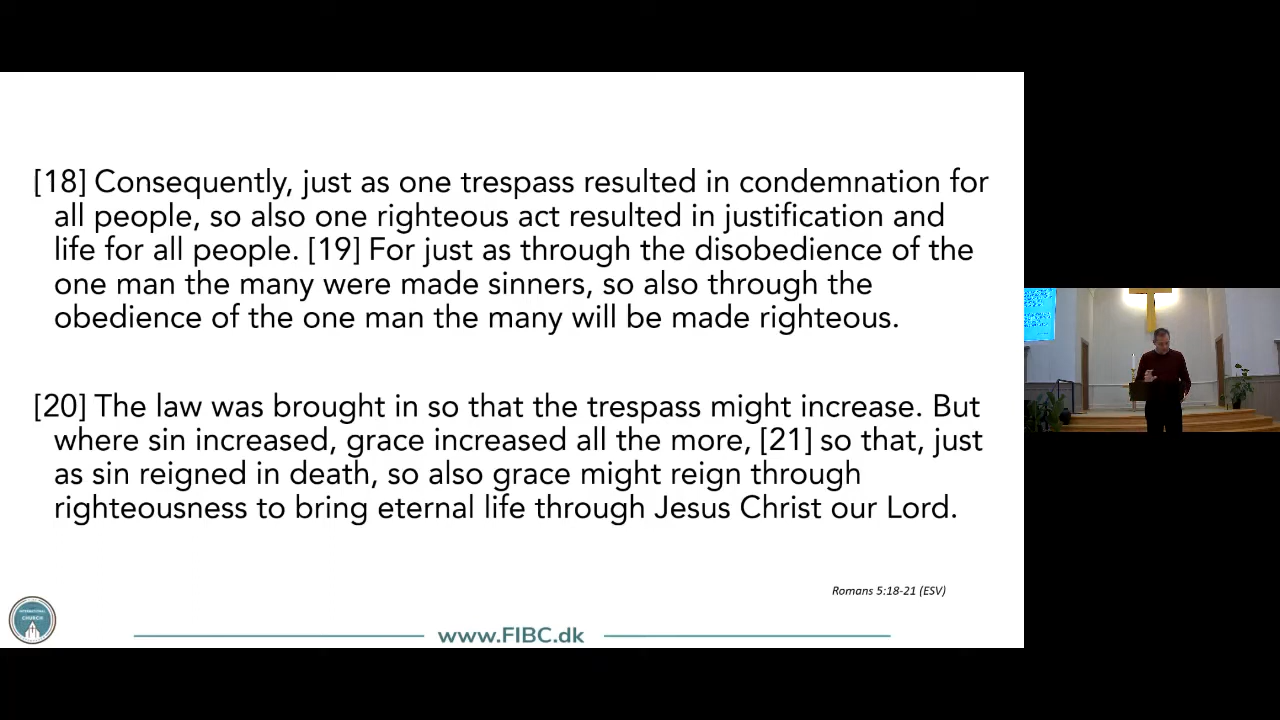 [18] Consequently, just as one trespass resulted in condemnation for
all people, so also one righteous act resulted in justification and
life for all people. [19] For just as through the disobedience of the
one man the many were made sinners, so also through the
obedience of the one man the many will be made righteous.
[20] The law was brought in so that the trespass might increase. But
where sin increased, grace increased all the more, [21] so that, just
as sin reigned in death, so also grace might reign through
righteousness to bring eternal life through Jesus Christ our Lord.
Romans 5:18-21 (ESV)
INTERNATIONAL
CHURCH
www.FIBC.dk